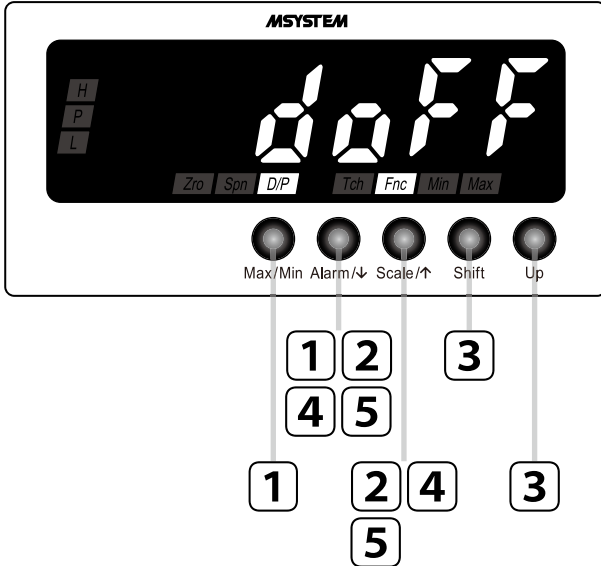 MSYSTEM
H
doFF
P
L
Zro Spn D/P Tch Fnc Min Max
Max/Min Alarm/↓ Scale/↑ Shift Up
1 2 3
4 5
1 2 4 3
5